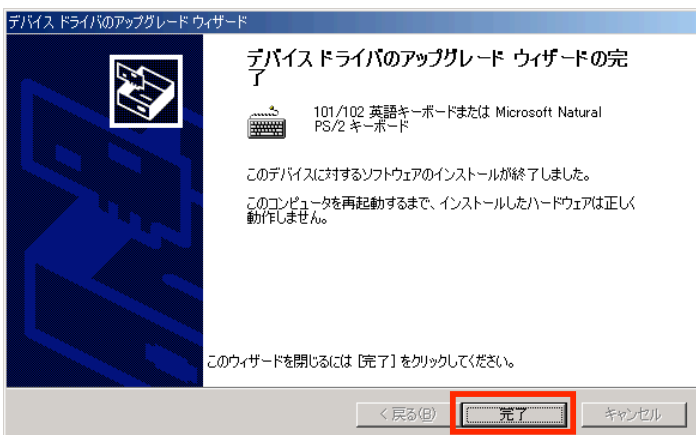 デバイス ドライバのアップグレード ウィザード
デバイス ドライバのアップグレード ウィザードの完
了
101/102 英語キーボードまたは Microsoft Natural
PS/2 キーボード
このデバイスに対するソフトウェアのインストールが終了しました。
このコンピュータを再起動するまで、インストールしたハードウェアは正しく
動作しません。
このウィザードを閉じるには [完了] をクリックしてください。
< 戻る(B)
完了
キャンセル